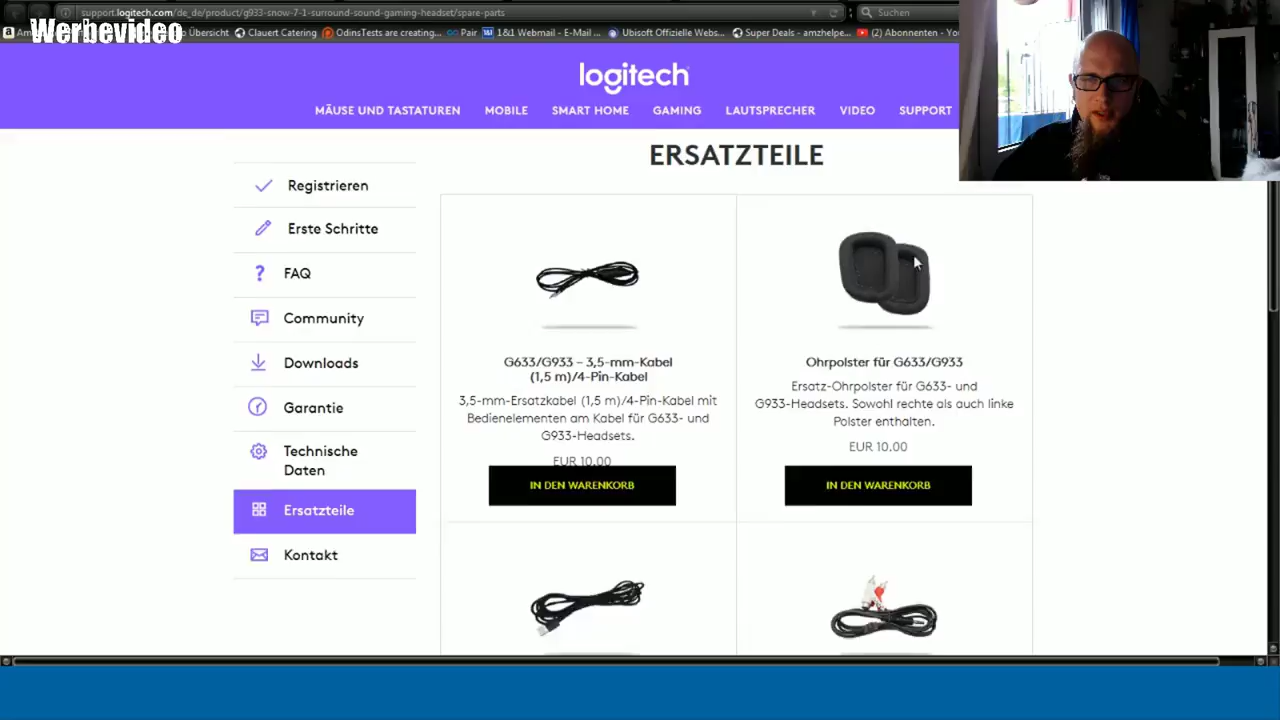 support.logitech.com/de_de/product/g933-snow-7-1-surround-sound-gaming-headset/spare-parts
Suchen
Werbevideo
Übersicht
Clauert Catering
OdinsTests are creating...
Pair
1&1 Webmail - E-Mail ...
Ubisoft Offizielle Webs...
Super Deals - amzhelpe...
(2) Abonnenten - You
logitech
MÄUSE UND TASTATUREN MOBILE SMART HOME GAMING LAUTSPRECHER VIDEO SUPPORT
ERSATZTEILE
Registrieren
Erste Schritte
FAQ
Community
Downloads
Garantie
Technische
Daten
Ersatzteile
Kontakt
G633/G933 – 3,5-mm-Kabel
(1,5 m)/4-Pin-Kabel
3,5-mm-Ersatzkabel (1,5 m)/4-Pin-Kabel mit
Bedienelementen am Kabel für G633- und
G933-Headsets.
EUR 10.00
IN DEN WARENKORB
Ohrpolster für G633/G933
Ersatz-Ohrpolster für G633- und
G933-Headsets. Sowohl rechte als auch linke
Polster enthalten.
EUR 10.00
IN DEN WARENKORB